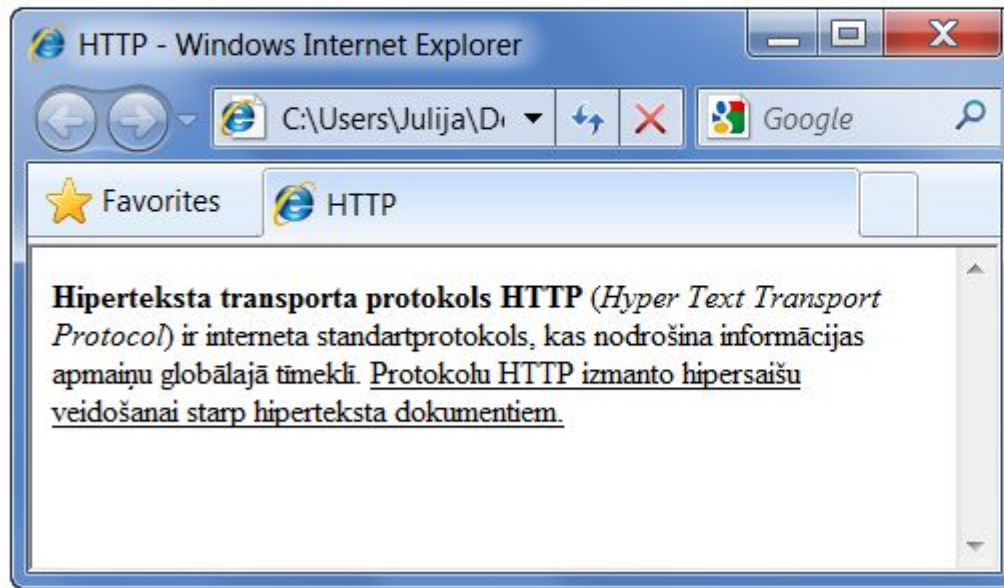 HTTP - Windows Internet Explorer
C:\Users\Julija\D
Google
Favorites
HTTP
Hiperteksta transporta protokols HTTP (Hyper Text Transport
Protocol) ir interneta standartprotokols, kas nodrošina informācijas
apmaiņu globālajā tīmeklī. Protokolu HTTP izmanto hipersaišu
veidošanai starp hiperteksta dokumentiem.